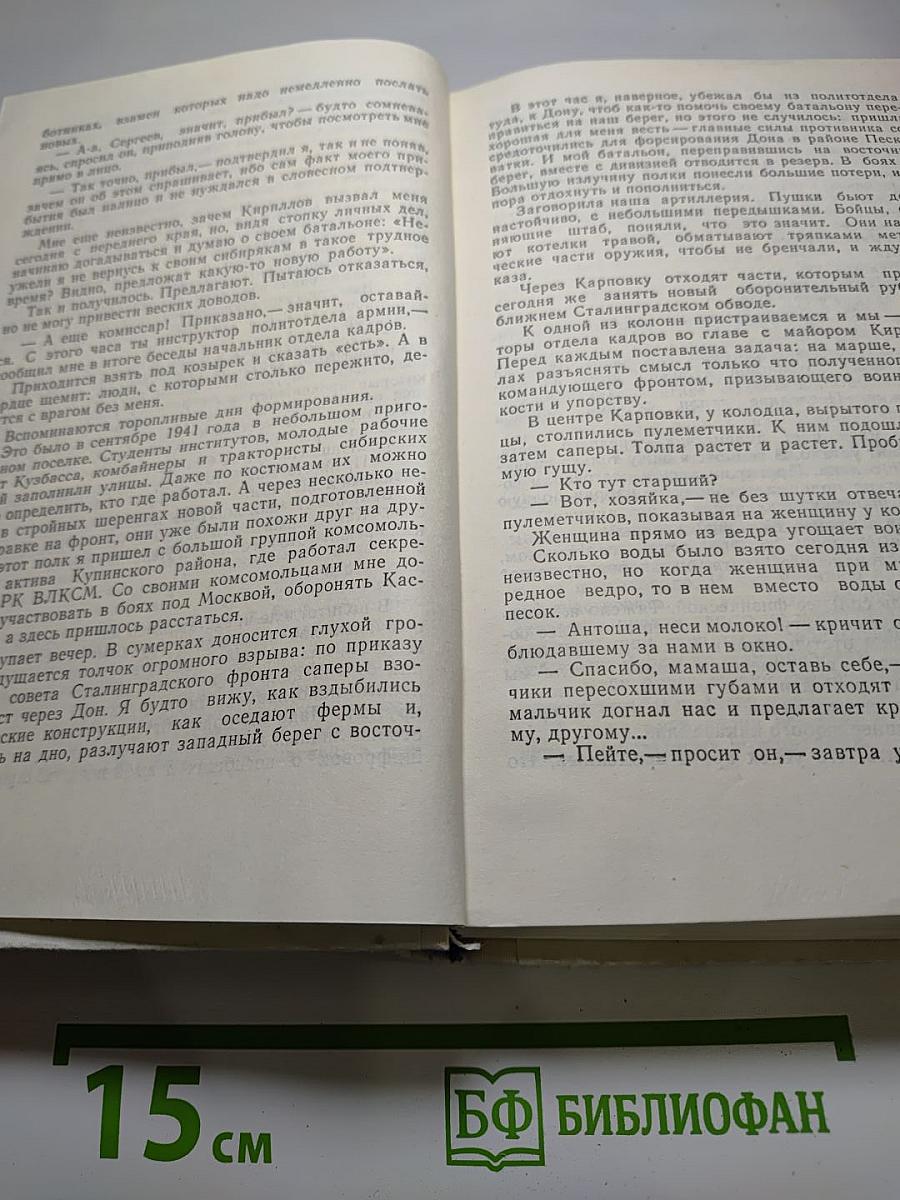 ботниках, взамен которых надо немедленно послать
новых.
— А-а, Сергеев, значит, прибыл? — будто сомнева-
ясь, спросил он, приподняв голову, чтобы посмотреть мне
прямо в лицо.
— Так точно, прибыл,— подтвердил я, так и не поняв,
зачем он об этом спрашивает, ибо сам факт моего при-
бытия был налицо и не нуждался в словесном подтвер-
ждении.
Мне еще неизвестно, зачем Кириллов вызвал меня
сегодня с переднего края, но, видя стопку личных дел,
начинаю догадываться и думаю о своем батальоне: «Не-
ужели я не вернусь к своим сибирякам в такое трудное
время? Видно, предложат какую-то новую работу».
Так и получилось. Предлагают. Пытаюсь отказаться,
но не могу привести веских доводов.
— А еще комиссар! Приказано,— значит, оставай-
ся. С этого часа ты инструктор политотдела армии,—
сообщил мне в итоге беседы начальник отдела кадров.
Приходится взять под козырек и сказать «есть». А в
рдце щемит: люди, с которыми столько пережито, де-
тся с врагом без меня.
Вспоминаются торопливые дни формирования.
Это было в сентябре 1941 года в небольшом приго-
ном поселке. Студенты институтов, молодые рабочие
т Кузбасса, комбайнеры и трактористы сибирских
й заполнили улицы. Даже по костюмам их можно
определить, кто где работал. А через несколько не-
в стройных шеренгах новой части, подготовленной
равке на фронт, они уже были похожи друг на дру-
этот полк я пришел с большой группой комсомоль-
актива Купинского района, где работал секре-
РК ВЛКСМ. Со своими комсомольцами мне до-
участвовать в боях под Москвой, оборонять Кас-
а здесь пришлось расстаться.
упает вечер. В сумерках доносится глухой гро-
щущается толчок огромного взрыва: по приказу
совета Сталинградского фронта саперы взо-
ст через Дон. Я будто вижу, как вздыбились
ские конструкции, как оседают фермы и,
ь на дно, разлучают западный берег с восточ-
В этот час я, наверное, убежал бы из политотдела
туда, к Дону, чтоб как-то помочь своему батальону пере-
правиться на наш берег, но этого не случилось: пришл
хорошая для меня весть — главные силы противника со
средоточились для форсирования Дона в районе Песк
ватки. И мой батальон, переправившись на восточн
берег, вместе с дивизией отводится в резерв. В боях
Большую излучину полки понесли большие потери, и
пора отдохнуть и пополниться.
Заговорила наша артиллерия. Пушки бьют д
настойчиво, с небольшими передышками. Бойцы,
няющие штаб, поняли, что это значит. Они на
ют котелки травой, обматывают тряпками мет
ческие части оружия, чтобы не бренчали, и жду
каза.
Через Карповку отходят части, которым пр
сегодня же занять новый оборонительный руб
ближнем Сталинградском обводе.
К одной из колонн пристраиваемся и мы —
торы отдела кадров во главе с майором Кир
Перед каждым поставлена задача: на марше,
лах разъяснять смысл только что полученног
командующего фронтом, призывающего воин
кости и упорству.
В центре Карповки, у колодца, вырытого п
цы, столпились пулеметчики. К ним подош
затем саперы. Толпа растет и растет. Проб
мую гущу.
— Кто тут старший?
— Вот, хозяйка,— не без шутки отвеча
пулеметчиков, показывая на женщину у ко
Женщина прямо из ведра угощает вои
Сколько воды было взято сегодня из
неизвестно, но когда женщина при м
редное ведро, то в нем вместо воды
песок.
— Антоша, неси молоко! — кричит
блюдавшему за нами в окно.
— Спасибо, мамаша, оставь себе,—
чики пересохшими губами и отходят
мальчик догнал нас и предлагает кр
му, другому...
— Пейте,— просит он,— завтра у
15 см
БФ БИБЛИОФАН